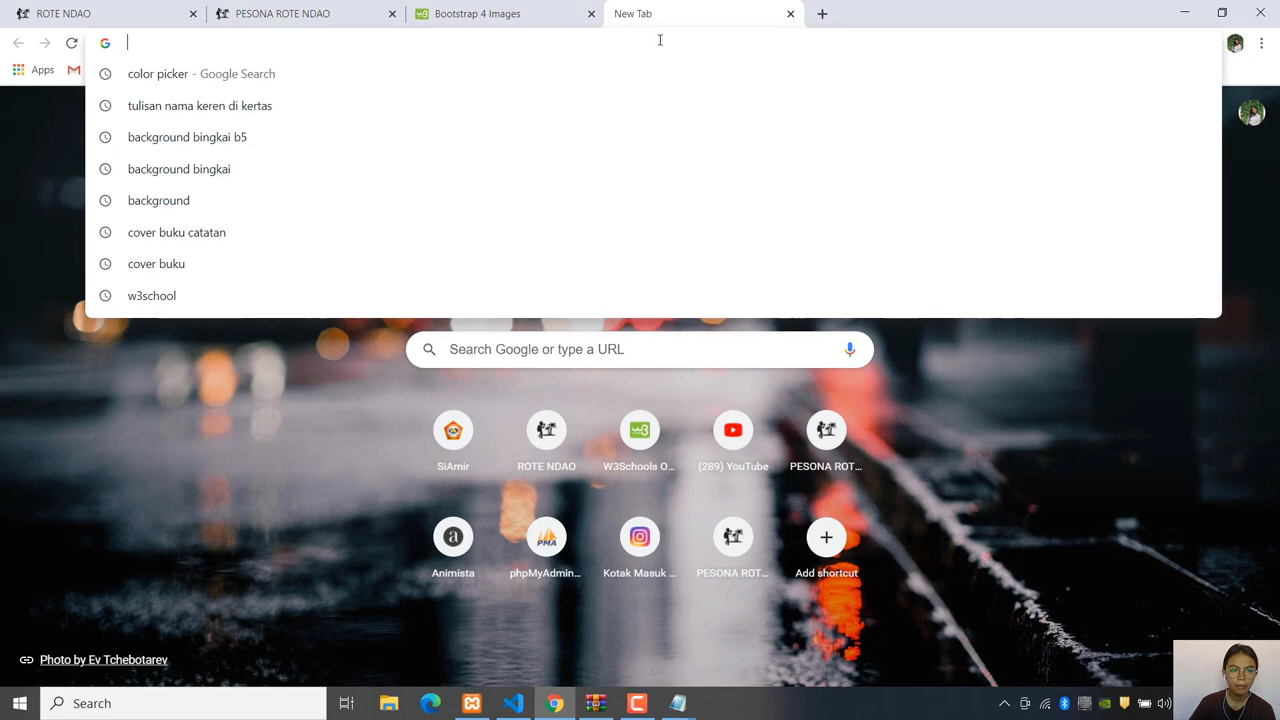 ROTE NDAO
PESONA ROTE NDAO
Bootstrap 4 Images
New Tab
Apps
color picker - Google Search
tulisan nama keren di kertas
background bingkai b5
background bingkai
background
cover buku catatan
cover buku
w3school
Search Google or type a URL
SiAmir
ROTE NDAO
W3Schools O...
(289) YouTube
PESONA ROT...
Animista
phpMyAdmin...
Kotak Masuk ...
PESONA ROT...
Add shortcut
Photo by Ev Tchebotarev
Search